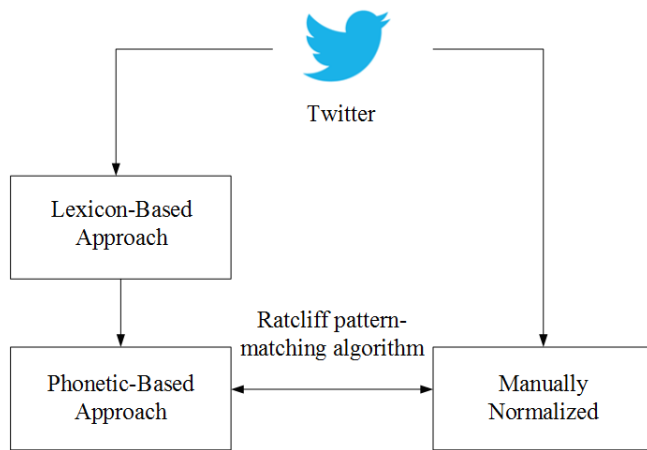 Twitter
Lexicon-Based
Approach
Ratcliff pattern-
matching algorithm
Phonetic-Based
Approach
Manually
Normalized